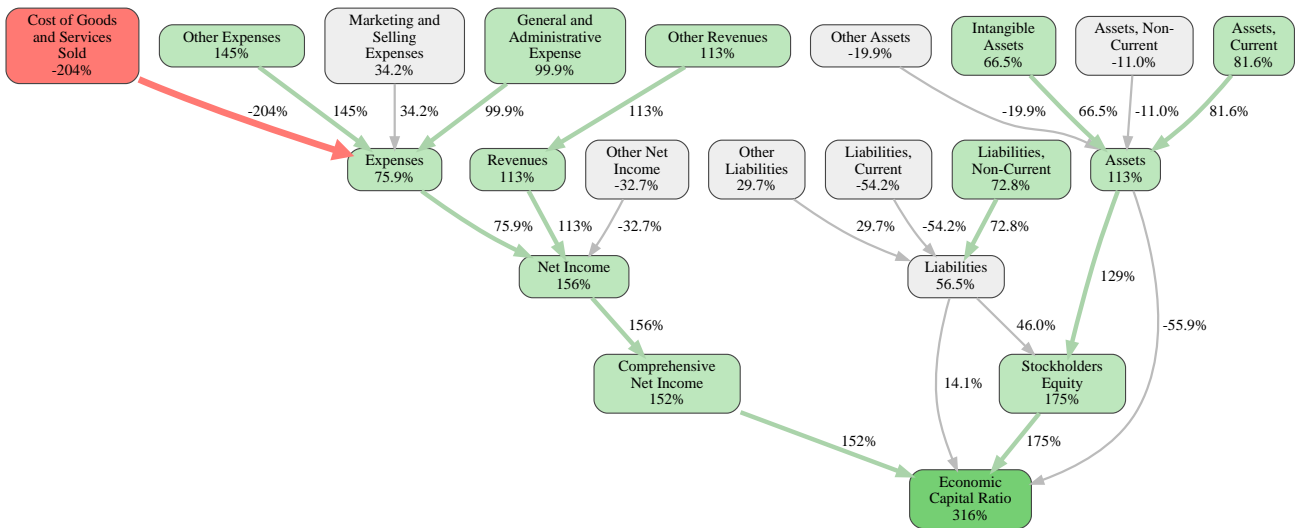 Cost of Goods
and Services
Sold
-204%
Other Expenses
145%
Marketing and
Selling
Expenses
34.2%
General and
Administrative
Expense
99.9%
Other Revenues
113%
Other Assets
-19.9%
Intangible
Assets
66.5%
Assets, Non-
Current
-11.0%
Assets,
Current
81.6%
-204%
145%
34.2%
99.9%
113%
-19.9%
66.5%
-11.0%
81.6%
Expenses
75.9%
Revenues
113%
Other Net
Income
-32.7%
Other
Liabilities
29.7%
Liabilities,
Current
-54.2%
Liabilities,
Non-Current
72.8%
Assets
113%
75.9%
113%
-32.7%
29.7%
-54.2%
72.8%
Net Income
156%
Liabilities
56.5%
129%
156%
46.0%
-55.9%
Comprehensive
Net Income
152%
Stockholders
Equity
175%
14.1%
152%
175%
Economic
Capital Ratio
316%